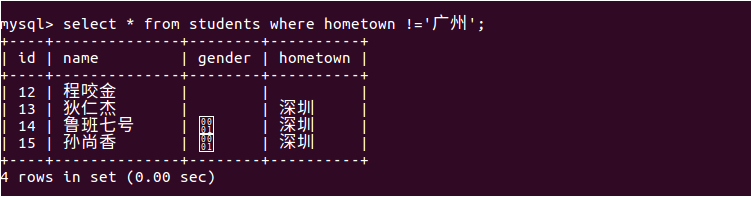 mysql> select * from students where hometown !='广州';
+----+--------------+--------+----------+
| id | name         | gender | hometown |
+----+--------------+--------+----------+
| 12 | 程咬金       |        |          |
| 13 | 狄仁杰       |        | 深圳     |
| 14 | 鲁班七号     | 0001   | 深圳     |
| 15 | 孙尚香       | 0001   | 深圳     |
+----+--------------+--------+----------+
4 rows in set (0.00 sec)